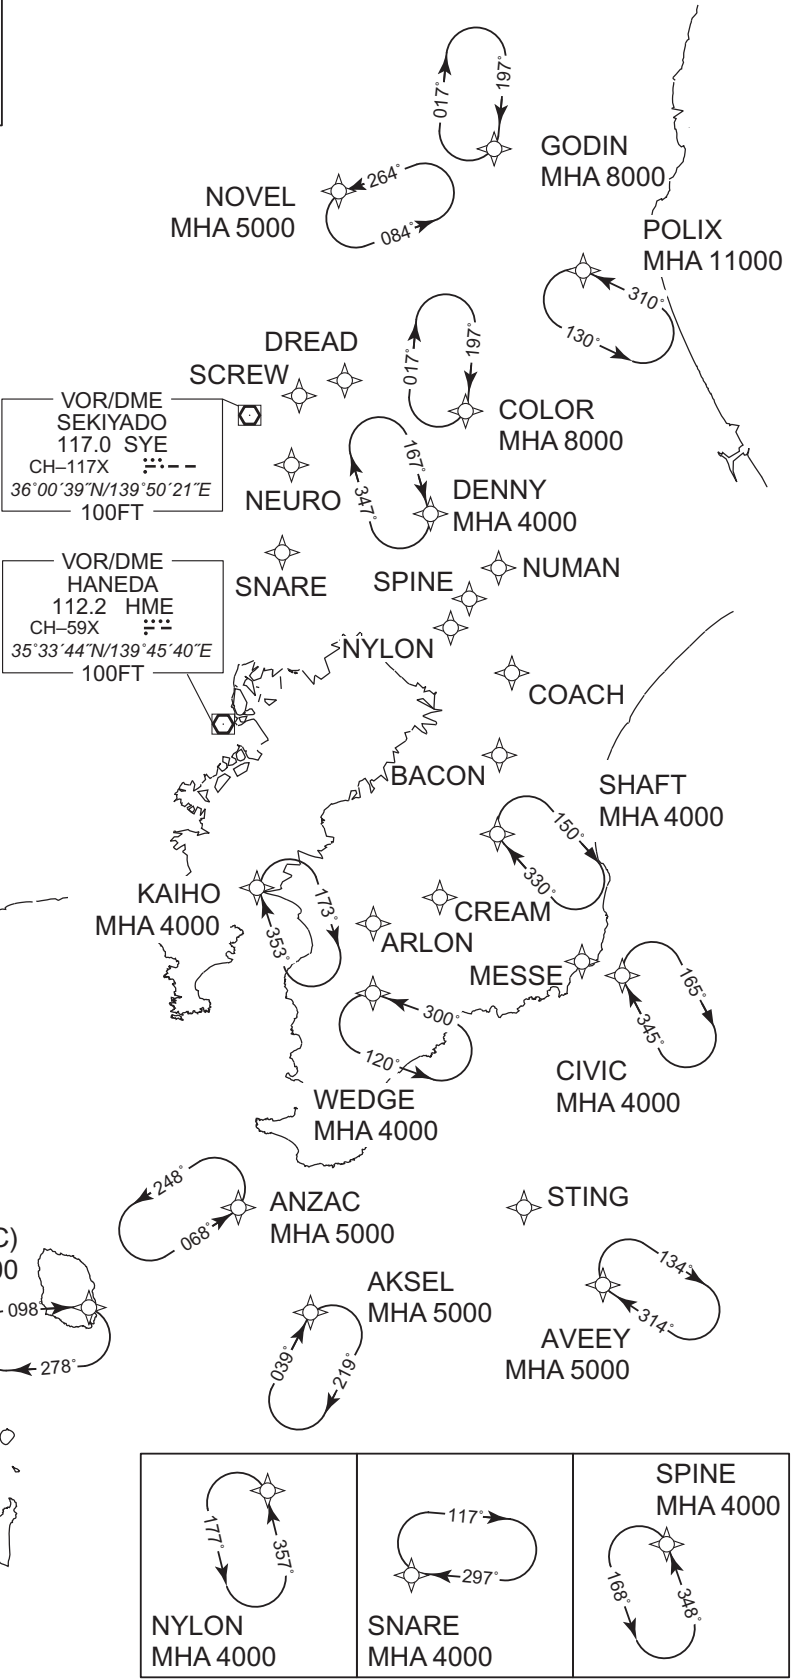 017°
197°
GODIN
MHA 8000
264°
084°
NOVEL
MHA 5000
POLIX
MHA 11000
310°
130°
DREAD
SCREW
017°
197°
COLOR
MHA 8000
VOR/DME
SEKIYADO
117.0 SYE
CH–117X
36°00´39˝N/139°50´21˝E
100FT
NEURO
167°
347°
DENNY
MHA 4000
SNARE
SPINE
NUMAN
VOR/DME
HANEDA
112.2 HME
CH–59X
35°33´44˝N/139°45´40˝E
100FT
NYLON
COACH
BACON
SHAFT
MHA 4000
150°
330°
KAIHO
MHA 4000
173°
353°
CREAM
ARLON
MESSE
165°
345°
300°
120°
CIVIC
MHA 4000
WEDGE
MHA 4000
248°
068°
ANZAC
MHA 5000
STING
C)
00
098°
278°
AKSEL
MHA 5000
039°
219°
134°
314°
AVEEY
MHA 5000
177°
357°
NYLON
MHA 4000
117°
297°
SNARE
MHA 4000
SPINE
MHA 4000
168°
348°